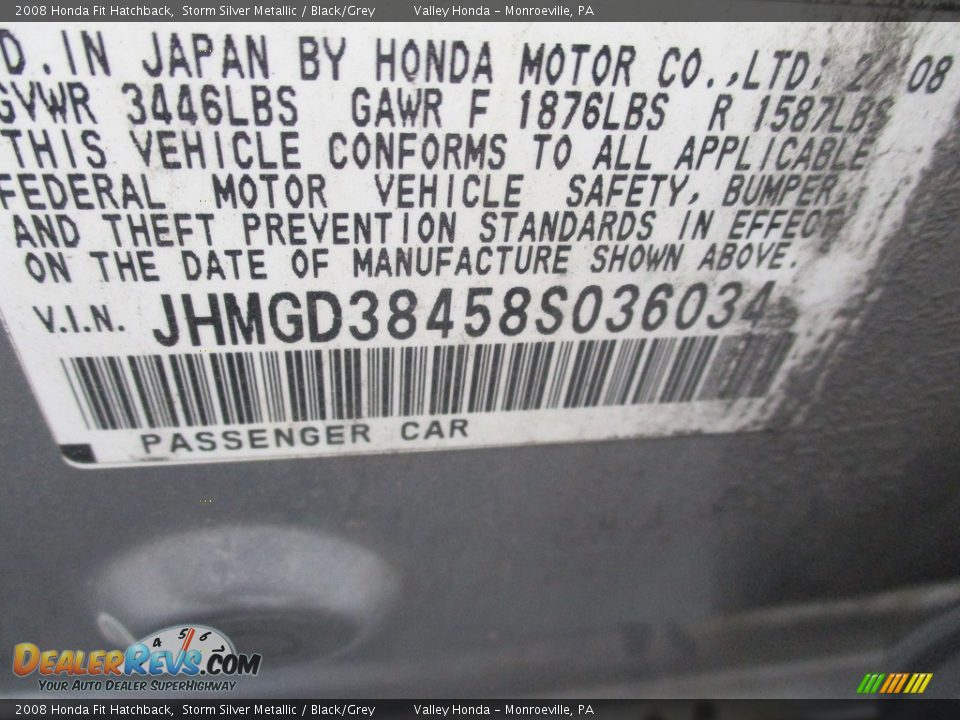 2008 Honda Fit Hatchback, Storm Silver Metallic / Black/Grey Valley Honda - Monroeville, PA
D. IN JAPAN BY HONDA MOTOR CO.,LTD. 2 08
GVWR 3446LBS GAWR F 1876LBS R 1587LBS
THIS VEHICLE CONFORMS TO ALL APPLICABLE
FEDERAL MOTOR VEHICLE SAFETY, BUMPER,
AND THEFT PREVENTION STANDARDS IN EFFECT
ON THE DATE OF MANUFACTURE SHOWN ABOVE.
V.I.N. JHMGD38458S036034
PASSENGER CAR
4 5 6
DEALERREVS.COM
YOUR AUTO DEALER SUPERHIGHWAY
2008 Honda Fit Hatchback, Storm Silver Metallic / Black/Grey Valley Honda - Monroeville, PA